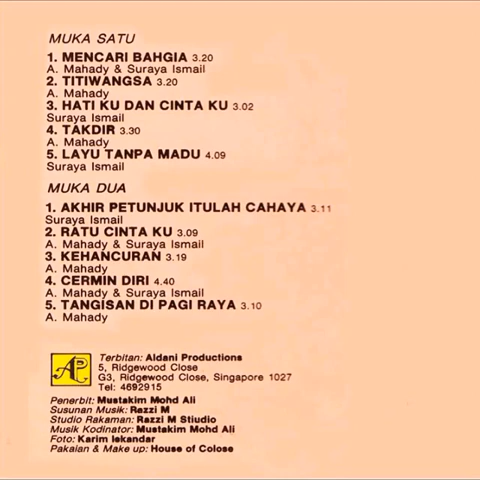 MUKA SATU
1. MENCARI BAHGIA 3.20
A. Mahady & Suraya Ismail
2. TITIWANGSA 3.20
A. Mahady
3. HATI KU DAN CINTA KU 3.02
Suraya Ismail
4. TAKDIR 3.30
A. Mahady
5. LAYU TANPA MADU 4.09
Suraya Ismail
MUKA DUA
1. AKHIR PETUNJUK ITULAH CAHAYA 3.11
Suraya Ismail
2. RATU CINTA KU 3.09
A. Mahady & Suraya Ismail
3. KEHANCURAN 3.19
A. Mahady
4. CERMIN DIRI 4.40
A. Mahady & Suraya Ismail
5. TANGISAN DI PAGI RAYA 3.10
A. Mahady
AP
Terbitan: Aldani Productions
5, Ridgewood Close
G3, Ridgewood Close, Singapore 1027
Tel: 4692915
Penerbit: Mustakim Mohd Ali
Susunan Musik: Razzi M
Studio Rakaman: Razzi M Stiudio
Musik Kodinator: Mustakim Mohd Ali
Foto: Karim Iskandar
Pakaian & Make up: House of Colose